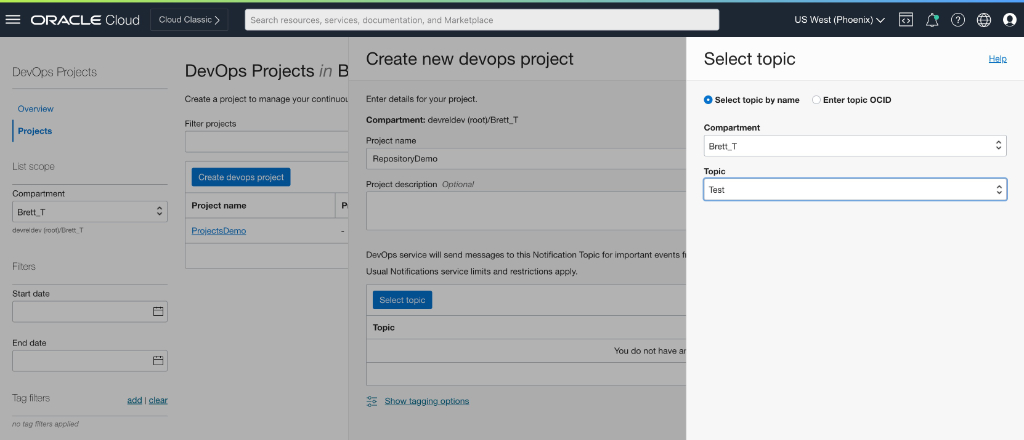 ORACLE Cloud
Cloud Classic
Search resources, services, documentation, and Marketplace
US West (Phoenix)
DevOps Projects
Overview
Projects
List scope
Compartment
Brett_T
devreldev (root)/Brett_T
Filters
Start date
End date
Tag filters
add | clear
no tag filters applied
DevOps Projects in B
Create a project to manage your continuou
Filter projects
Create devops project
Project name
P
ProjectsDemo
-
Create new devops project
Enter details for your project.
Compartment: devreldev (root)/Brett_T
Project name
RepositoryDemo
Project description Optional
DevOps service will send messages to this Notification Topic for important events f
Usual Notifications service limits and restrictions apply.
Select topic
Topic
You do not have an
Show tagging options
Select topic
Help
Select topic by name
Enter topic OCID
Compartment
Brett_T
Topic
Test